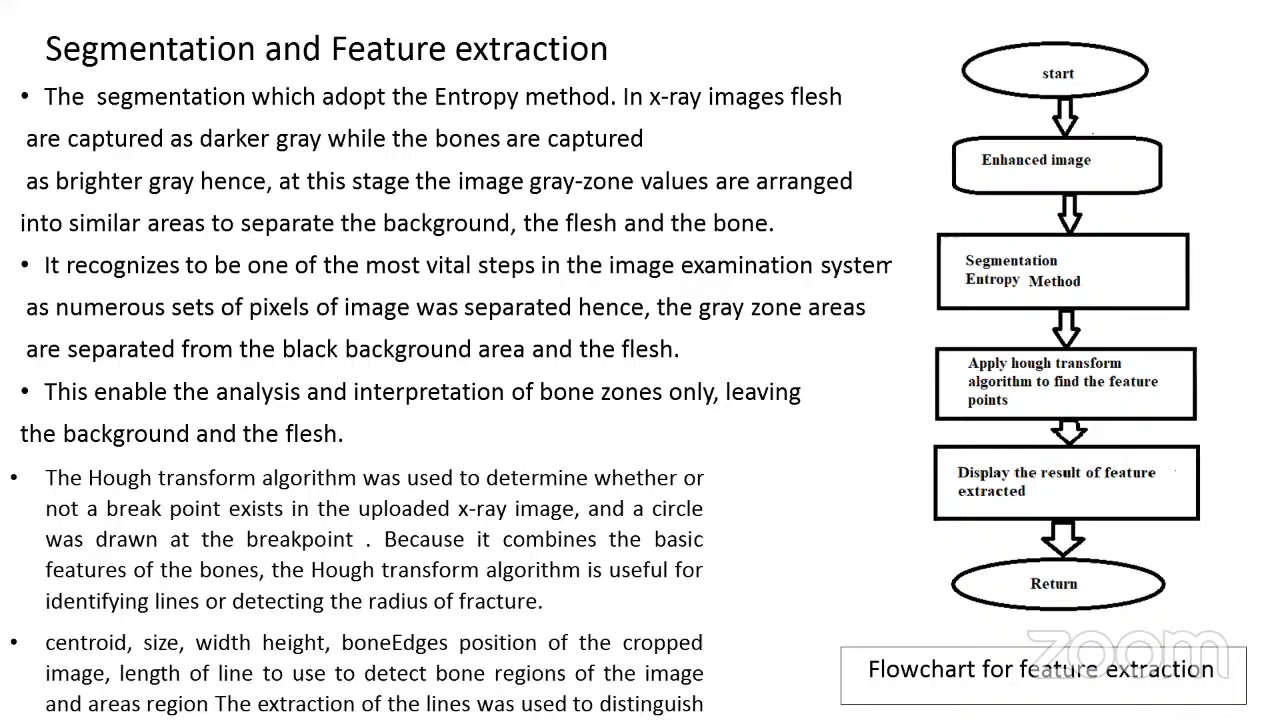 Segmentation and Feature extraction
• The segmentation which adopt the Entropy method. In x-ray images flesh
are captured as darker gray while the bones are captured
as brighter gray hence, at this stage the image gray-zone values are arranged
into similar areas to separate the background, the flesh and the bone.
• It recognizes to be one of the most vital steps in the image examination system
as numerous sets of pixels of image was separated hence, the gray zone areas
are separated from the black background area and the flesh.
• This enable the analysis and interpretation of bone zones only, leaving
the background and the flesh.
• The Hough transform algorithm was used to determine whether or
not a break point exists in the uploaded x-ray image, and a circle
was drawn at the breakpoint . Because it combines the basic
features of the bones, the Hough transform algorithm is useful for
identifying lines or detecting the radius of fracture.
• centroid, size, width height, boneEdges position of the cropped
image, length of line to use to detect bone regions of the image
and areas region The extraction of the lines was used to distinguish
start
Enhanced image
Segmentation
Entropy Method
Apply hough transform
algorithm to find the feature
points
Display the result of feature
extracted
Return
Flowchart for feature extraction
zoom